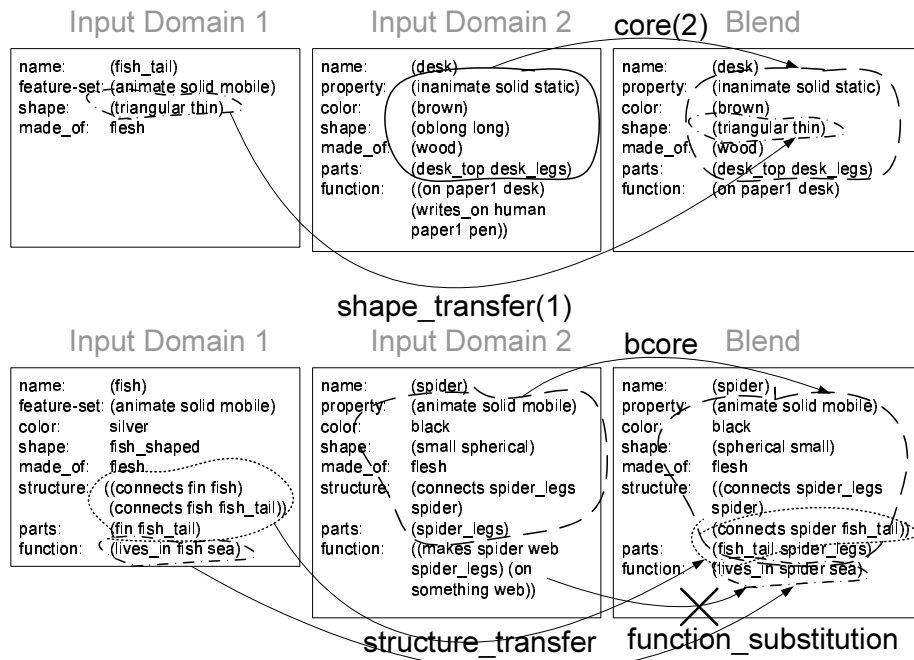 Input Domain 1
Input Domain 2
core(2)
Blend
name: (fish_tail)
feature-set: (animate solid mobile)
shape: (triangular thin)
made_of: flesh
name: (desk)
property: (inanimate solid static)
color: (brown)
shape: (oblong long)
made_of: (wood)
parts: (desk_top desk_legs)
function: ((on paper1 desk)
(writes_on human
paper1 pen))
name: (desk)
property: (inanimate solid static)
color: (brown)
shape: (triangular thin)
made_of: (wood)
parts: (desk_top desk_legs)
function: (on paper1 desk)
shape_transfer(1)
Input Domain 1
Input Domain 2
bcore
Blend
name: (fish)
feature-set: (animate solid mobile)
color: silver
shape: fish_shaped
made_of: flesh
structure: ((connects fin fish)
(connects fish fish_tail))
parts: (fin fish_tail)
function: (lives_in fish sea)
name: (spider)
property: (animate solid mobile)
color: black
shape: (small spherical)
made_of: flesh
structure: (connects spider_legs
spider)
parts: (spider_legs)
function: ((makes spider web
spider_legs) (on
something web))
name: (spider)
property: (animate solid mobile)
color: black
shape: (spherical small)
made_of: flesh
structure: ((connects spider_legs
spider)
(connects spider fish_tail))
parts: (fish_tail spider_legs)
function: (lives_in spider sea)
structure_transfer
function_substitution